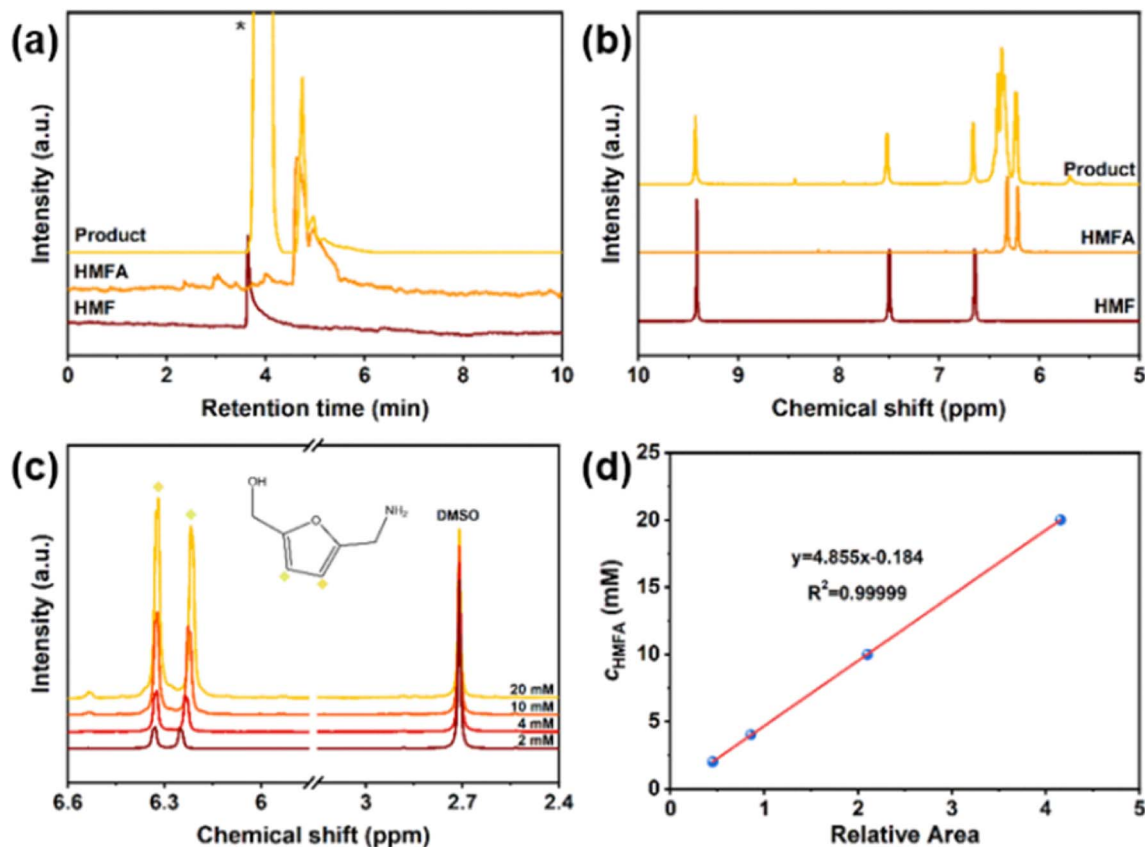 (a)
*
Intensity (a.u.)
Product
HMFA
HMF
0 2 4 6 8 10
Retention time (min)
(b)
Intensity (a.u.)
Product
HMFA
HMF
10 9 8 7 6 5
Chemical shift (ppm)
(c)
Intensity (a.u.)
OH
O
NH₂
DMSO
20 mM
10 mM
4 mM
2 mM
6.6 6.3 6 3 2.7 2.4
Chemical shift (ppm)
(d)
c_HMFA (mM)
25
20
15
10
5
0
y=4.855x-0.184
R²=0.99999
0 1 2 3 4 5
Relative Area